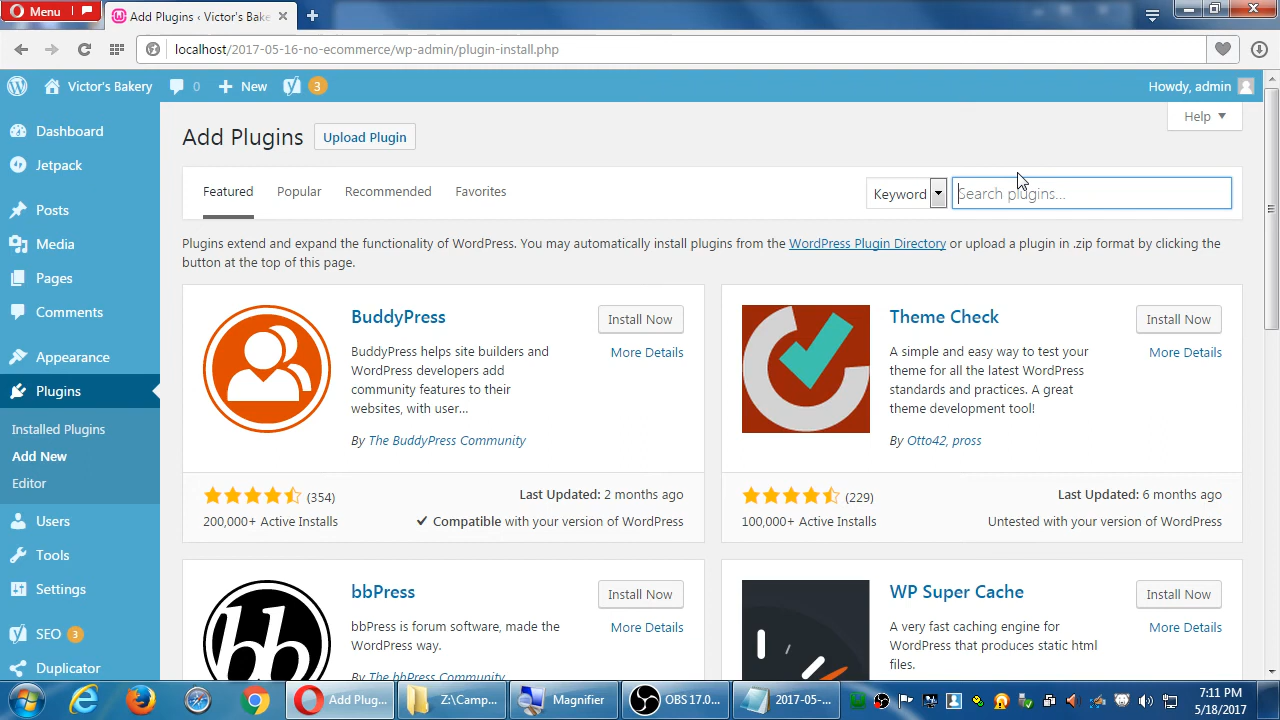 Menu
Add Plugins ‹ Victor's Bake
localhost/2017-05-16-no-ecommerce/wp-admin/plugin-install.php
Victor's Bakery
0
New
3
Howdy, admin
Dashboard
Jetpack
Posts
Media
Pages
Comments
Appearance
Plugins
Installed Plugins
Add New
Editor
Users
Tools
Settings
SEO 3
Duplicator
Help
Add Plugins
Upload Plugin
Featured Popular Recommended Favorites
Keyword
Search plugins...
Plugins extend and expand the functionality of WordPress. You may automatically install plugins from the WordPress Plugin Directory or upload a plugin in .zip format by clicking the
button at the top of this page.
BuddyPress
Install Now
More Details
BuddyPress helps site builders and
WordPress developers add
community features to their
websites, with user...
By The BuddyPress Community
(354)
200,000+ Active Installs
Last Updated: 2 months ago
Compatible with your version of WordPress
Theme Check
Install Now
More Details
A simple and easy way to test your
theme for all the latest WordPress
standards and practices. A great
theme development tool!
By Otto42, pross
(229)
100,000+ Active Installs
Last Updated: 6 months ago
Untested with your version of WordPress
bb
bbPress
Install Now
More Details
bbPress is forum software, made the
WordPress way.
By The bbPress Community
WP Super Cache
Install Now
More Details
A very fast caching engine for
WordPress that produces static html
files.
Add Plug...
Z:\Camp...
Magnifier
OBS 17.0....
2017-05-...
7:11 PM
5/18/2017